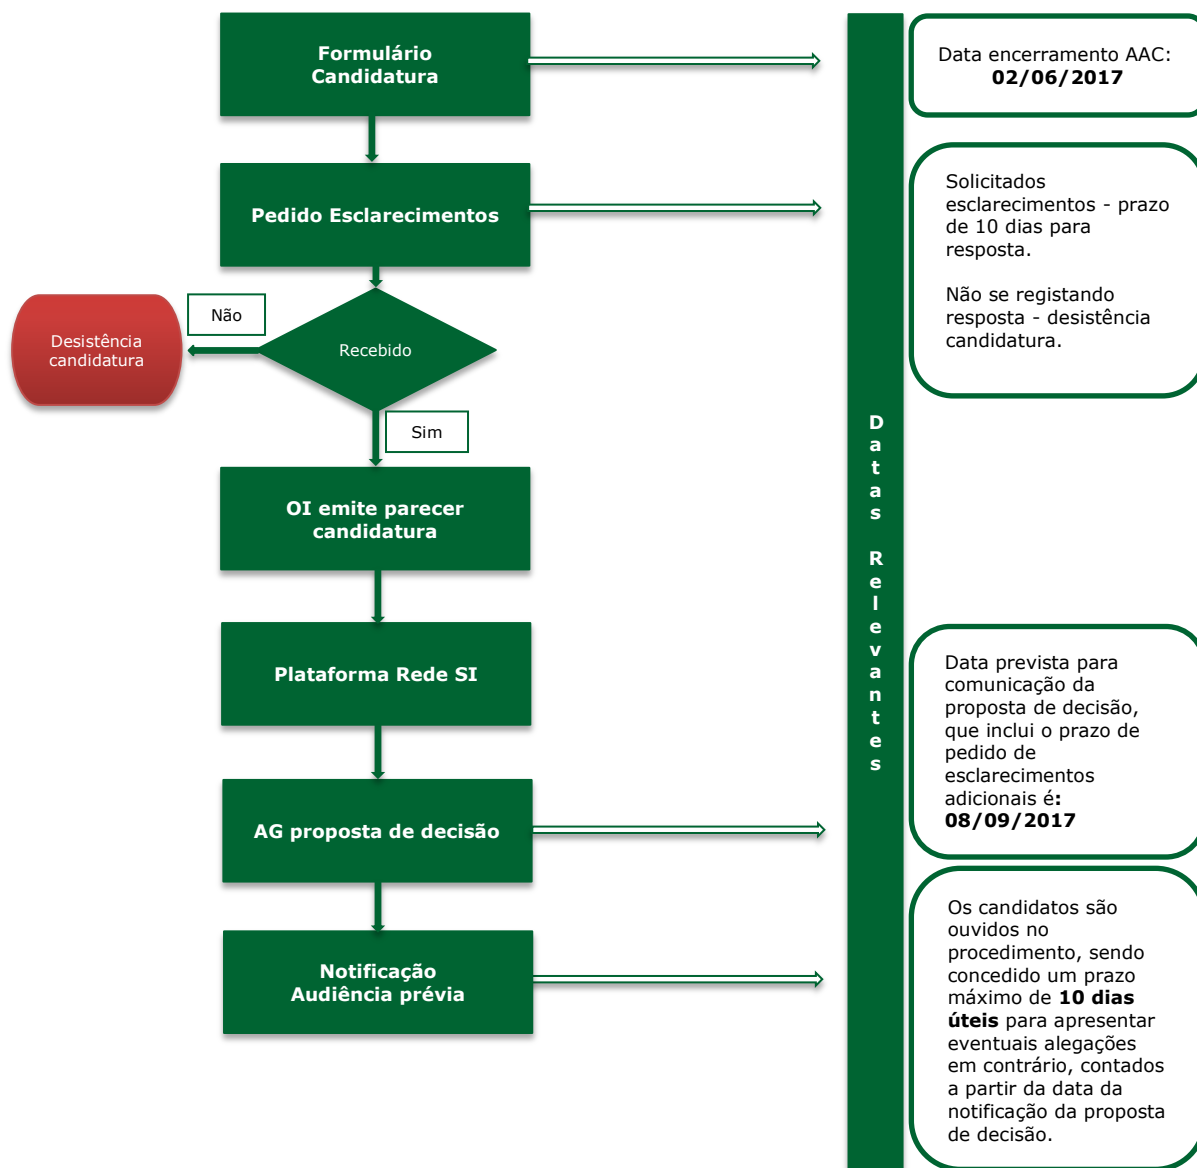 Formulário
Candidatura
Data encerramento AAC:
02/06/2017
Pedido Esclarecimentos
Solicitados
esclarecimentos - prazo
de 10 dias para
resposta.
Não se registando
resposta - desistência
candidatura.
Não
Desistência
candidatura
Recebido
Sim
OI emite parecer
candidatura
Plataforma Rede SI
AG proposta de decisão
Notificação
Audiência prévia
Datas Relevantes
Data prevista para
comunicação da
proposta de decisão,
que inclui o prazo de
pedido de
esclarecimentos
adicionais é:
08/09/2017
Os candidatos são
ouvidos no
procedimento, sendo
concedido um prazo
máximo de 10 dias
úteis para apresentar
eventuais alegações
em contrário, contados
a partir da data da
notificação da proposta
de decisão.